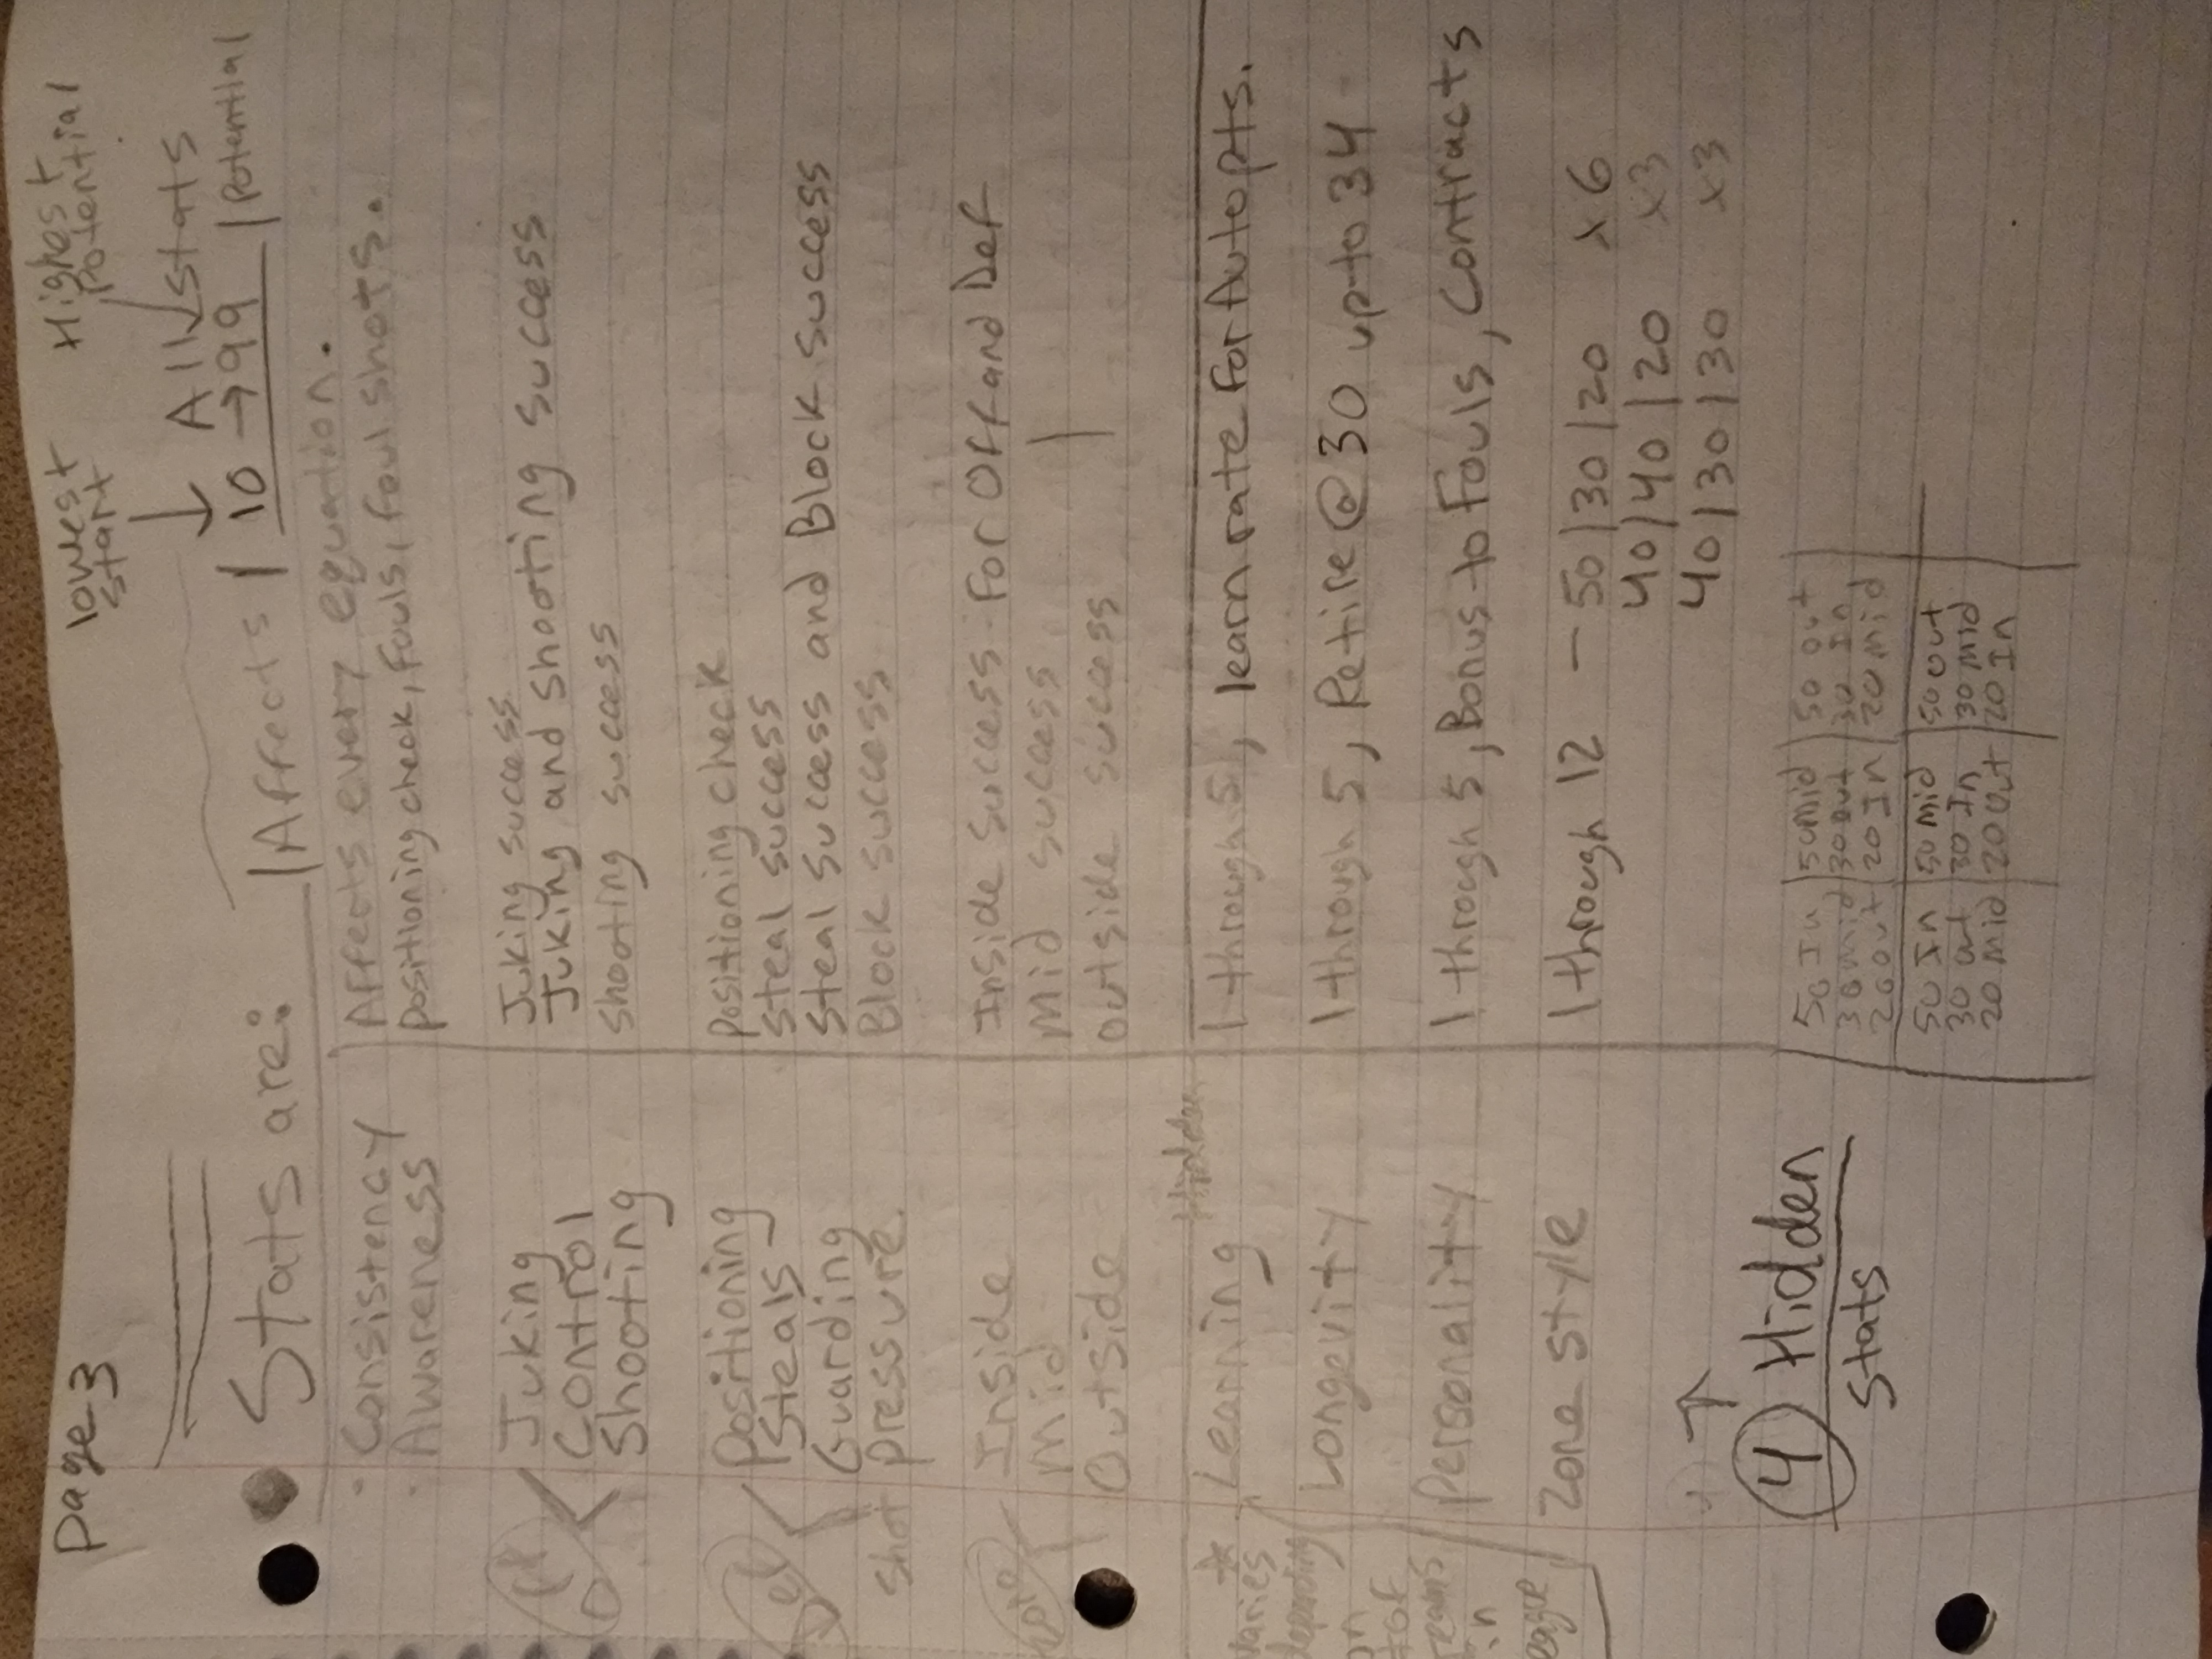 Page 3
lowest start
Highest Potential
All stats
Stats are: | Affects | 10 → 99 | Potential
· Consistency Affects every equation.
· Awareness Positioning check, Fouls, Foul shots.
Off
Juking Juking success
Control Juking and shooting success
Shooting Shooting success
Def
Positioning Positioning check
Steals Steal success
Guarding Steal success and Block success
Shot Pressure. Block success
Zone
Inside Inside success for Off and Def
Mid Mid success |
Outside Outside success
Learning Hidden 1 through 5, learn rate for Auto pts.
Longevity 1 through 5, Retire @ 30 up to 34
Personality 1 through 5, Bonus to Fouls, Contracts
Zone style 1 through 12 – 50 | 30 | 20 x 6
40 | 40 | 20 x3
40 | 30 | 30 x3
☆ varies
depending
in
4 Hidden
stats
50 In | 50 mid | 50 out
30 mid | 30 out | 30 In
20 out | 20 In | 20 mid
50 In | 50 mid | 50 out
30 out | 30 In | 30 mid
20 mid | 20 out | 20 In